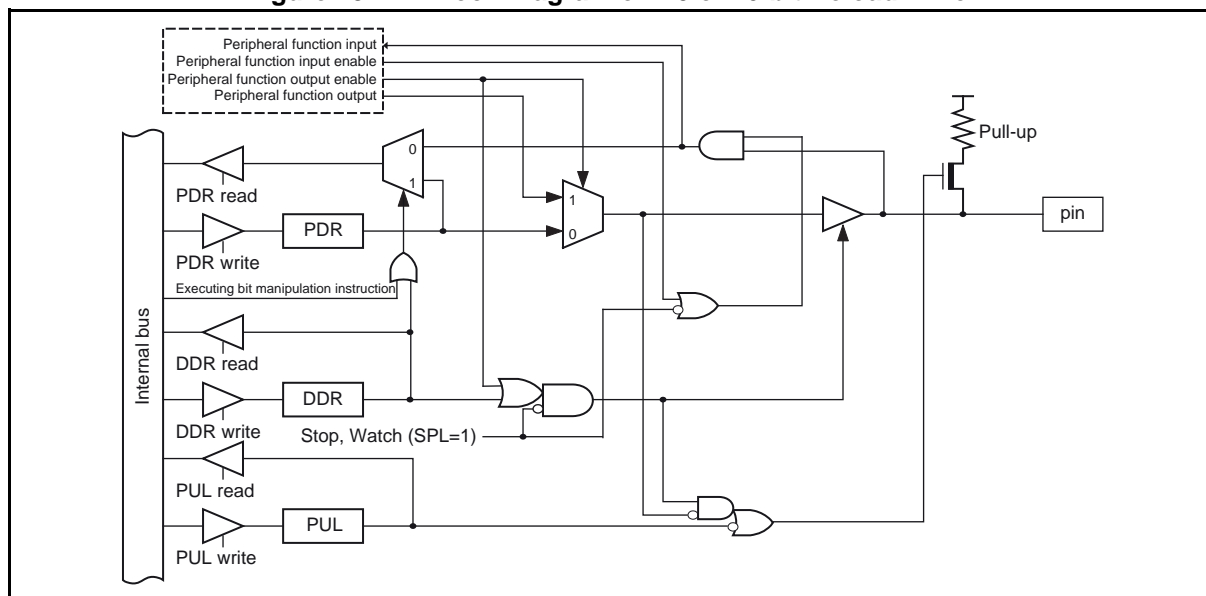 Peripheral function input
Peripheral function input enable
Peripheral function output enable
Peripheral function output
Pull-up
0
1
PDR read
1
0
pin
PDR
PDR write
Executing bit manipulation instruction
Internal bus
DDR read
DDR
DDR write
Stop, Watch (SPL=1)
PUL read
PUL
PUL write